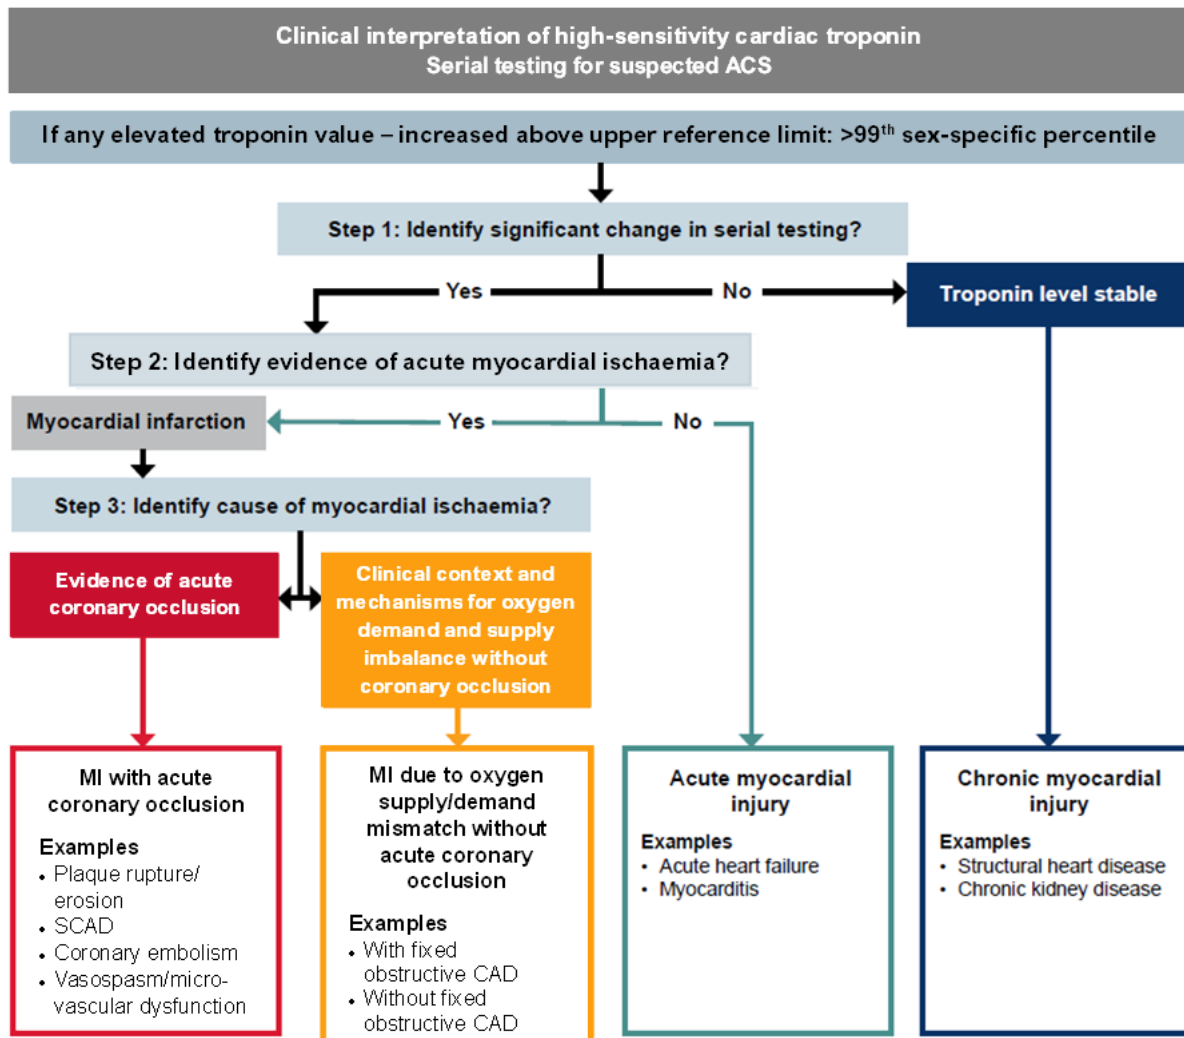 Clinical interpretation of high-sensitivity cardiac troponin
Serial testing for suspected ACS
If any elevated troponin value – increased above upper reference limit: >99th sex-specific percentile
Step 1: Identify significant change in serial testing?
Yes
No
Troponin level stable
Step 2: Identify evidence of acute myocardial ischaemia?
Myocardial infarction
Yes
No
Step 3: Identify cause of myocardial ischaemia?
Evidence of acute
coronary occlusion
Clinical context and
mechanisms for oxygen
demand and supply
imbalance without
coronary occlusion
MI with acute
coronary occlusion
Examples
• Plaque rupture/
erosion
• SCAD
• Coronary embolism
• Vasospasm/micro-
vascular dysfunction
MI due to oxygen
supply/demand
mismatch without
acute coronary
occlusion
Examples
• With fixed
obstructive CAD
• Without fixed
obstructive CAD
Acute myocardial
injury
Examples
• Acute heart failure
• Myocarditis
Chronic myocardial
injury
Examples
• Structural heart disease
• Chronic kidney disease